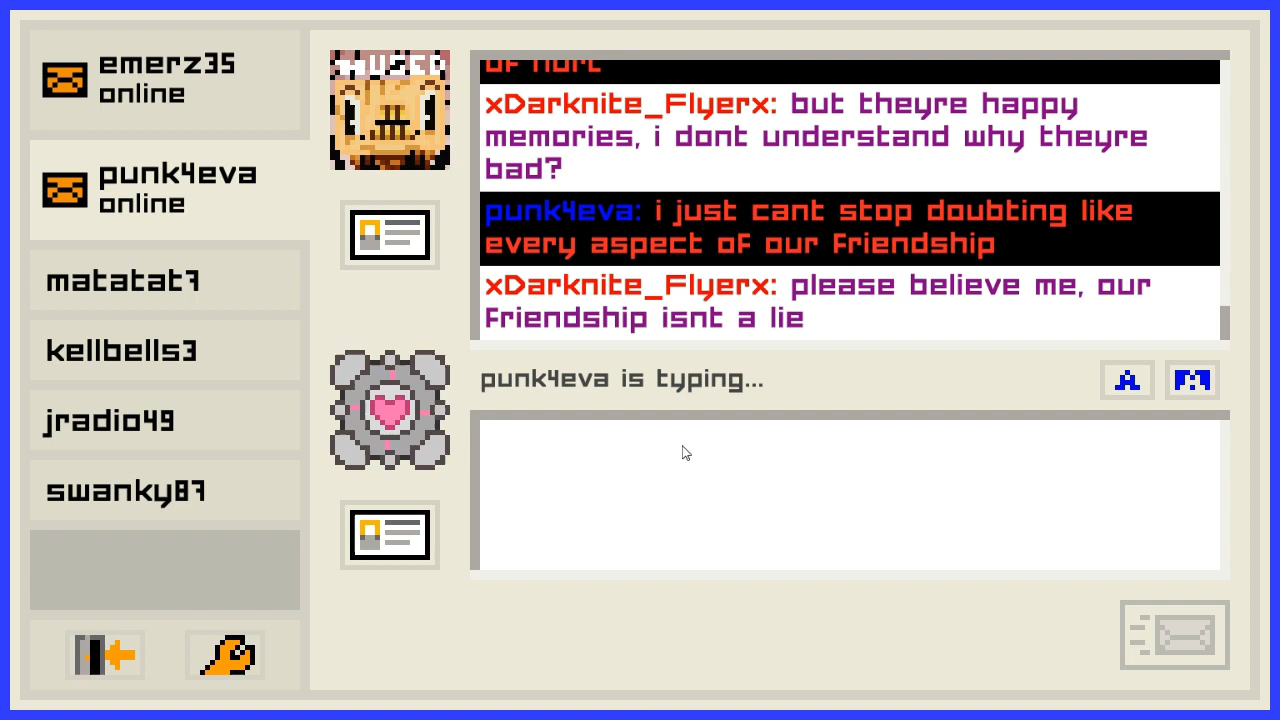 emerz35
online
punk4eva
online
matatat7
kellbells3
jradio49
swanky87
of hurt
xDarknite_Flyerx: but theyre happy
memories, i dont understand why theyre
bad?
punk4eva: i just cant stop doubting like
every aspect of our friendship
xDarknite_Flyerx: please believe me, our
friendship isnt a lie
punk4eva is typing...
A